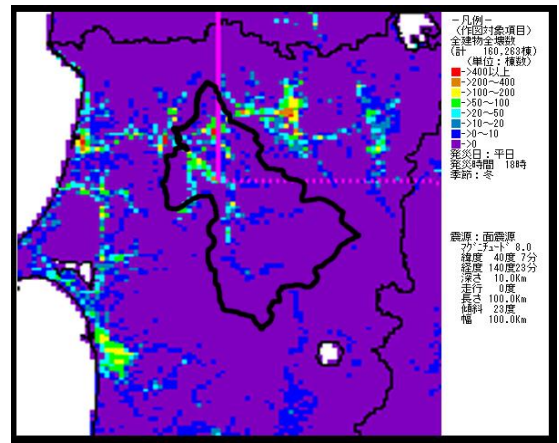 －凡例－
(作図対象項目)
全建物全壊数
(計 160,263棟)
(単位：棟数)
->400以上
->200～400
->100～200
->50～100
->20～50
->10～20
->0～10
->0
発災日：平日
発災時間 18時
季節：冬
震源：面震源
マグニチュード 8.0
緯度 40度 7分
経度 140度23分
深さ 10.0Km
走行 0度
長さ 100.0Km
傾斜 23度
幅 100.0Km